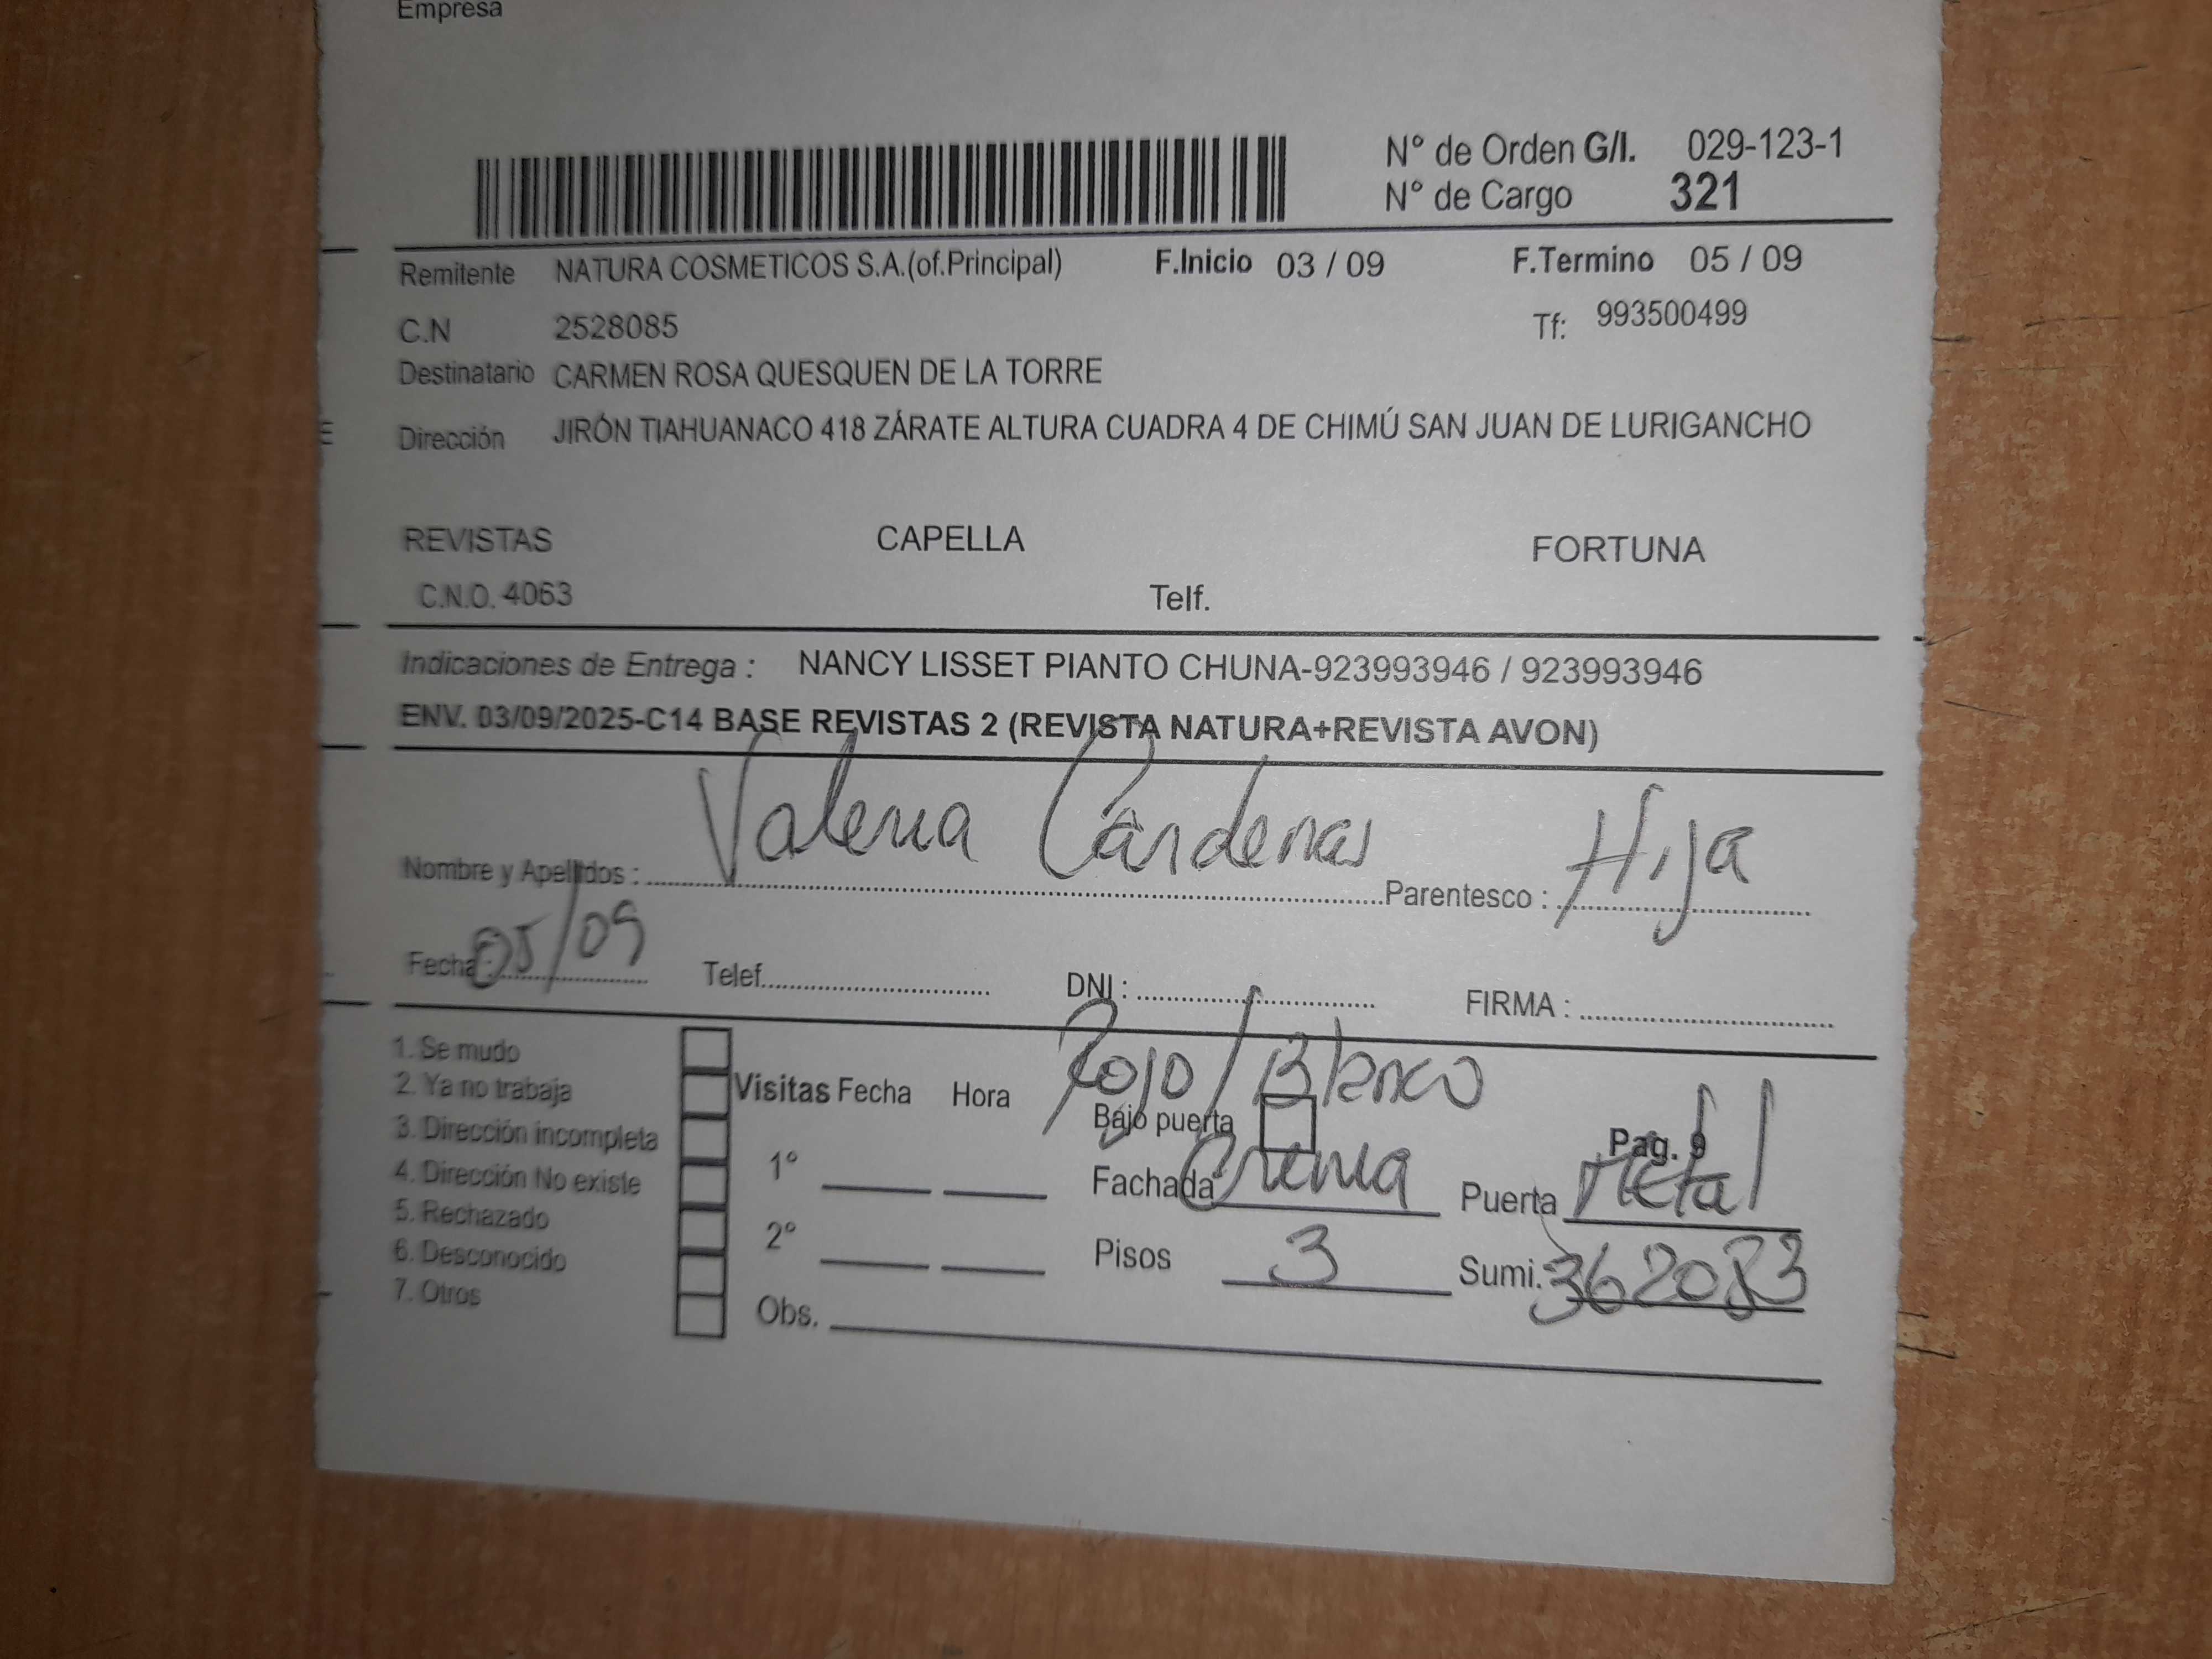 Empresa
Nº de Orden G/I. 029-123-1
Nº de Cargo 321
Remitente NATURA COSMETICOS S.A.(of.Principal) F.Inicio 03 / 09 F.Termino 05 / 09
C.N 2528085 Tf: 993500499
Destinatario CARMEN ROSA QUESQUEN DE LA TORRE
E Dirección JIRÓN TIAHUANACO 418 ZÁRATE ALTURA CUADRA 4 DE CHIMÚ SAN JUAN DE LURIGANCHO
REVISTAS CAPELLA FORTUNA
C.N.O. 4063 Telf.
Indicaciones de Entrega : NANCY LISSET PIANTO CHUNA-923993946 / 923993946
ENV. 03/09/2025-C14 BASE REVISTAS 2 (REVISTA NATURA+REVISTA AVON)
Nombre y Apellidos : Valeria Cárdenas Parentesco : Hija
Fecha : 05/09 Telef. DNI : FIRMA :
Rojo / Blanco
1. Se mudo
2. Ya no trabaja Visitas Fecha Hora Bajo puerta Pag. 9
3. Dirección incompleta
4. Dirección No existe 1º Fachada Crema Puerta Metal
5. Rechazado
6. Desconocido 2º Pisos 3 Sumi. 362083
7. Otros Obs.